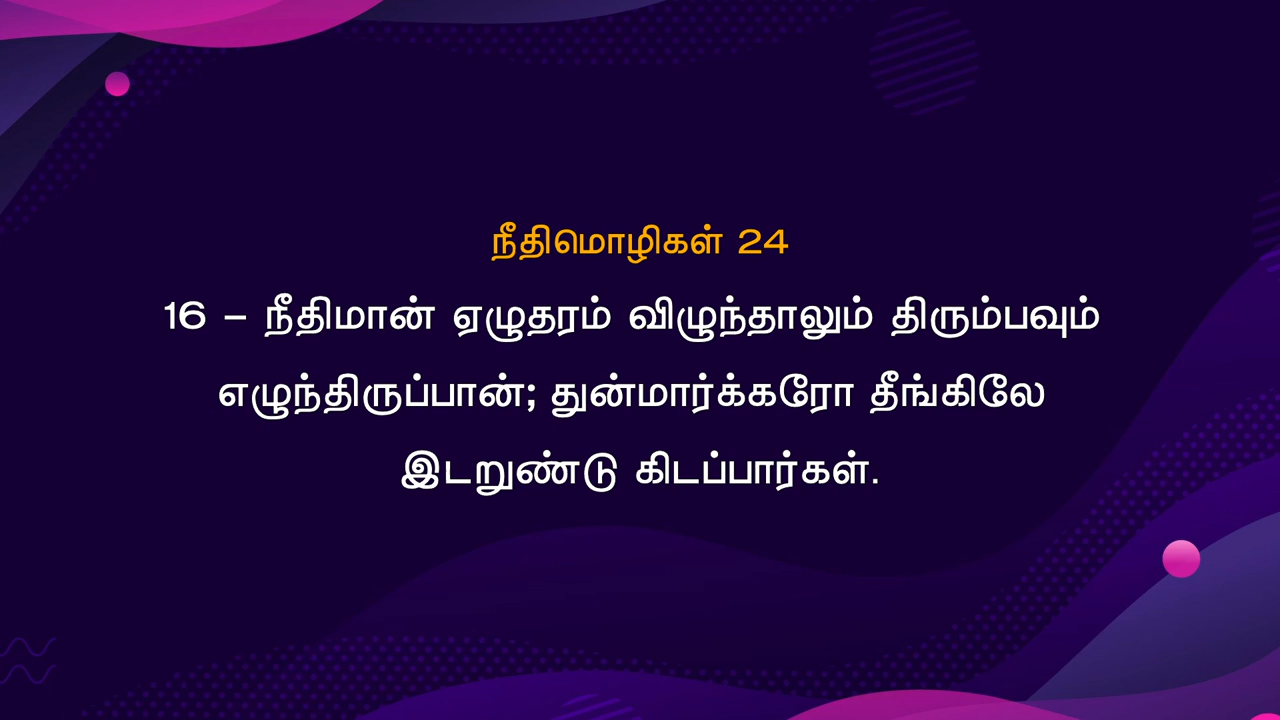 நீதிமொழிகள் 24
16 – நீதிமான் ஏழுதரம் விழுந்தாலும் திரும்பவும்
எழுந்திருப்பான்; துன்மார்க்கரோ தீங்கிலே
இடறுண்டு கிடப்பார்கள்.